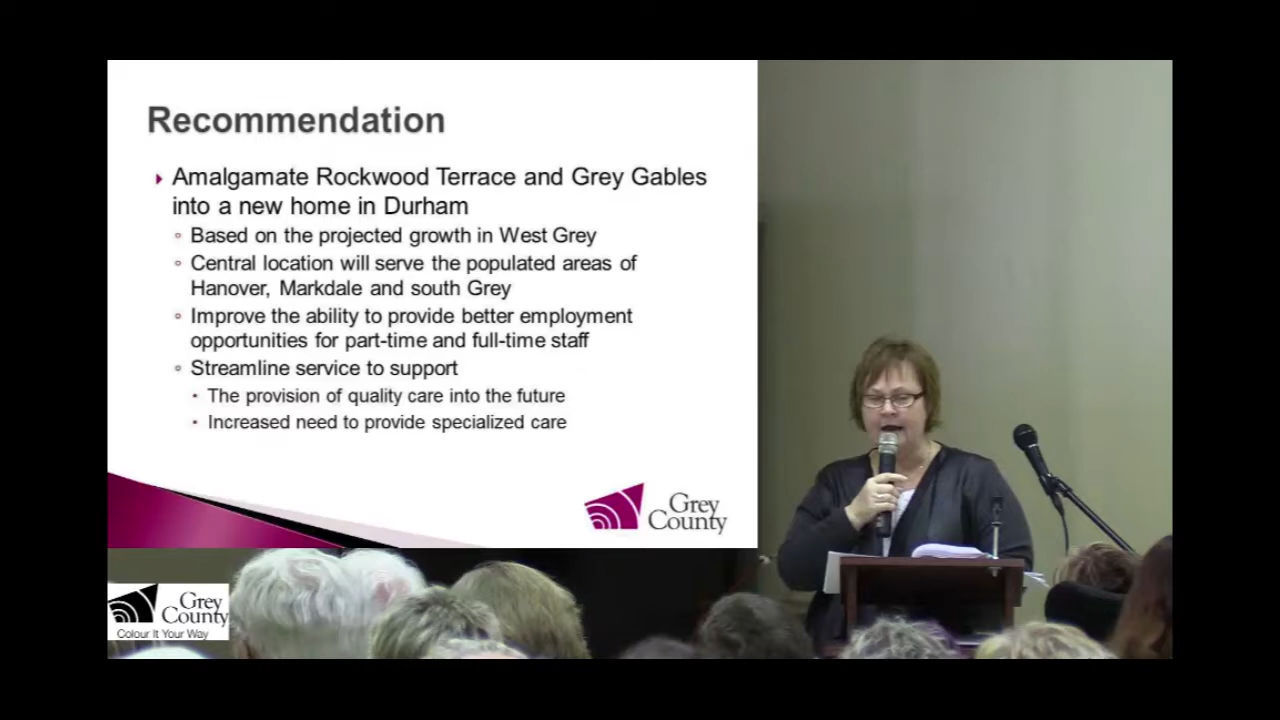 Recommendation
Amalgamate Rockwood Terrace and Grey Gables
into a new home in Durham
Based on the projected growth in West Grey
Central location will serve the populated areas of
Hanover, Markdale and south Grey
Improve the ability to provide better employment
opportunities for part-time and full-time staff
Streamline service to support
The provision of quality care into the future
Increased need to provide specialized care
Grey
County
Grey
County
Colour It Your Way